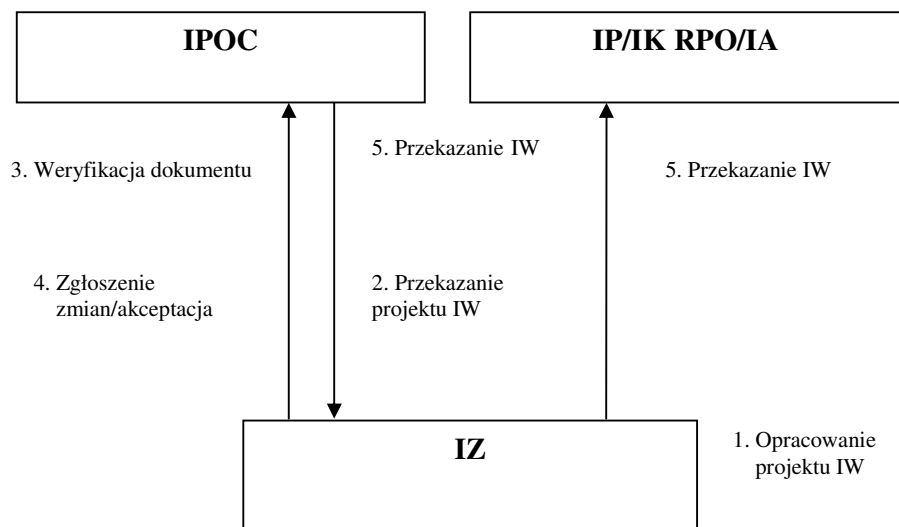 IPOC
IP/IK RPO/IA
3. Weryfikacja dokumentu
5. Przekazanie IW
5. Przekazanie IW
4. Zgłoszenie
zmian/akceptacja
2. Przekazanie
projektu IW
IZ
1. Opracowanie
projektu IW